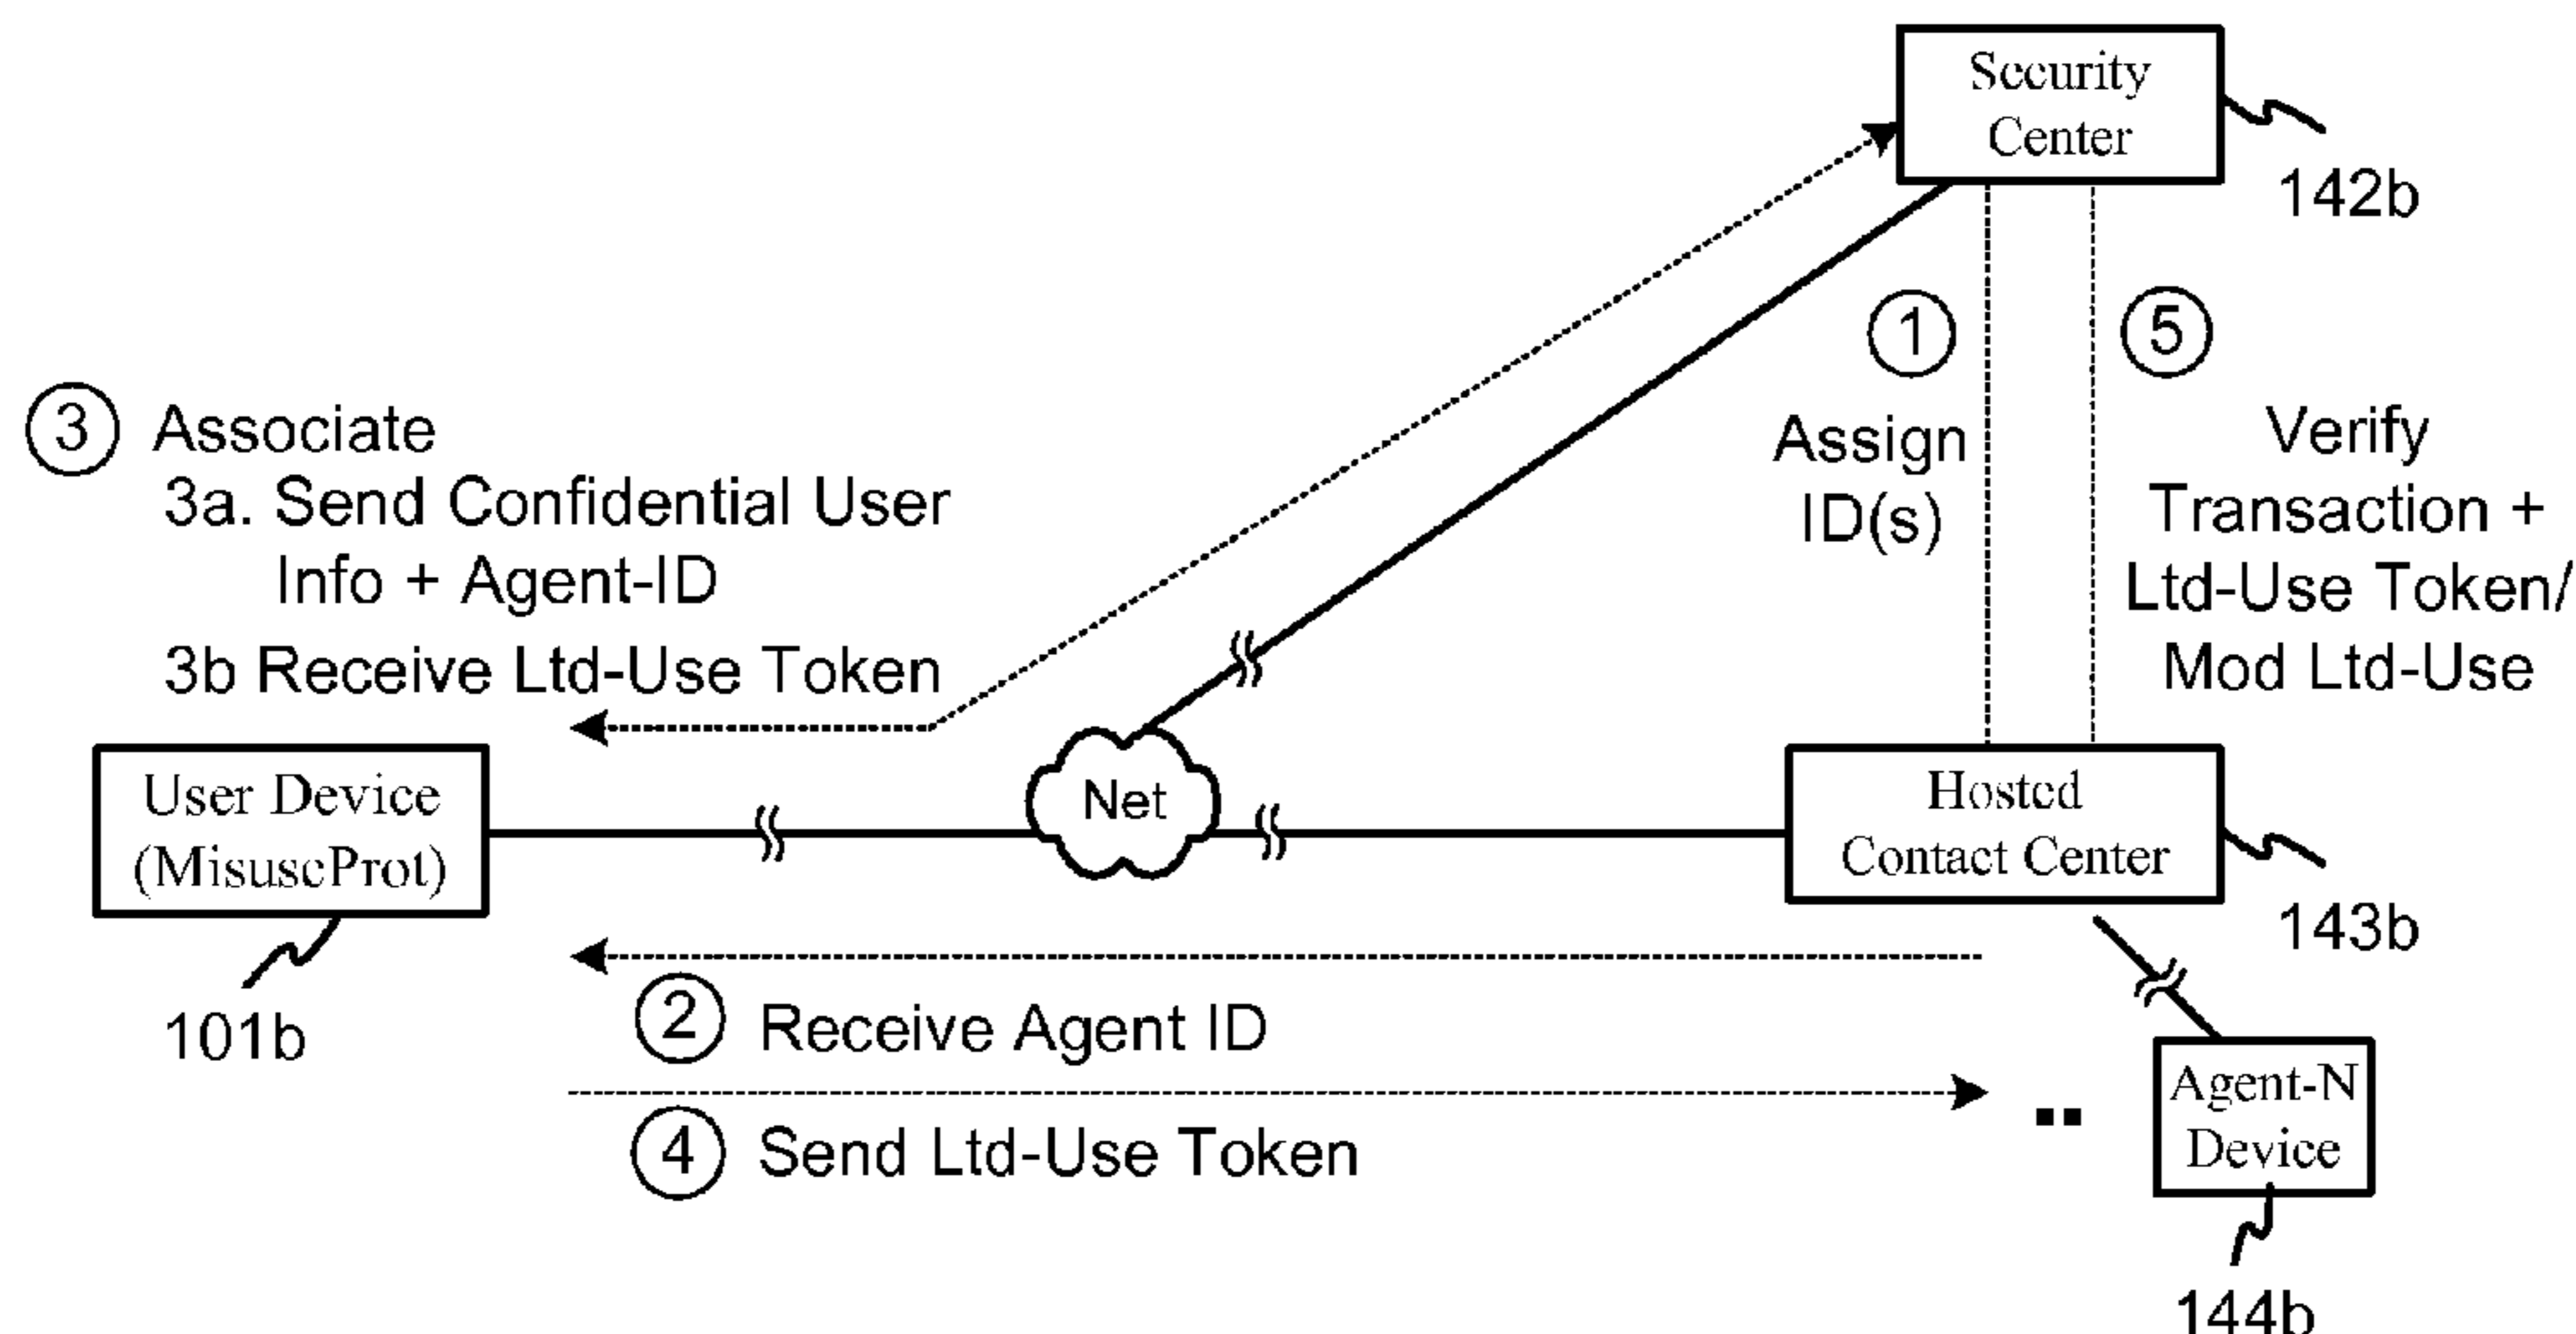 Security
Center
142b
1
5
Assign
ID(s)
Verify
Transaction +
Ltd-Use Token/
Mod Ltd-Use
3 Associate
3a. Send Confidential User
Info + Agent-ID
3b Receive Ltd-Use Token
User Device
(MisuseProt)
101b
Net
Hosted
Contact Center
143b
2 Receive Agent ID
4 Send Ltd-Use Token
Agent-N
Device
144b